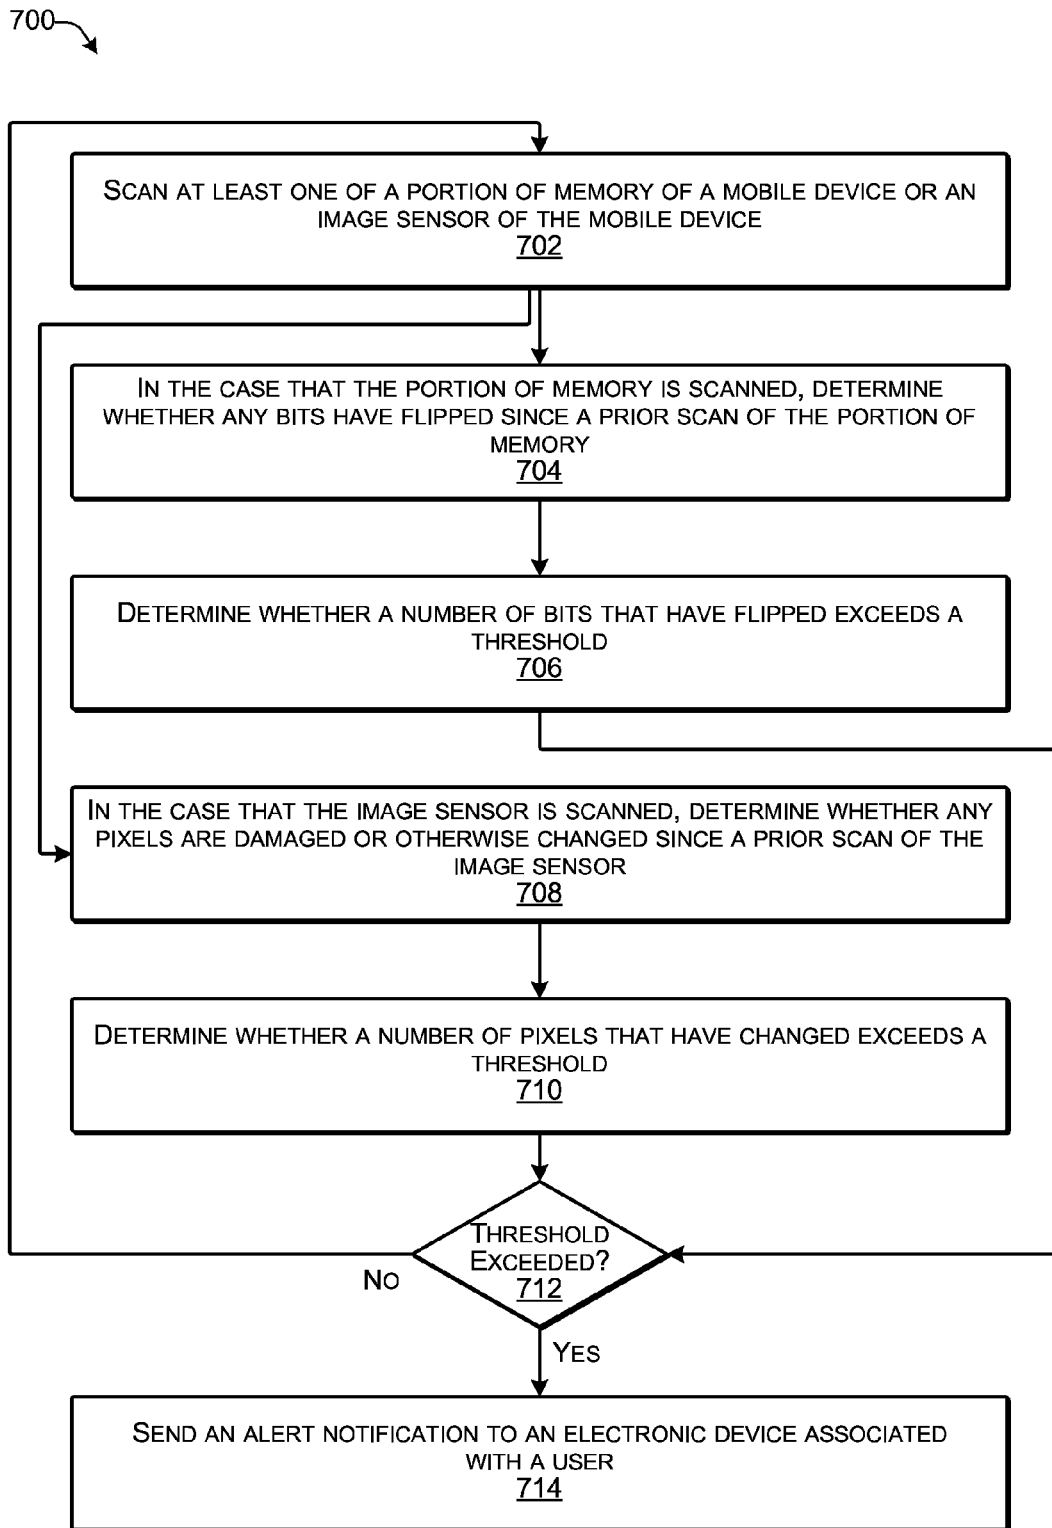 700
SCAN AT LEAST ONE OF A PORTION OF MEMORY OF A MOBILE DEVICE OR AN
IMAGE SENSOR OF THE MOBILE DEVICE
702
IN THE CASE THAT THE PORTION OF MEMORY IS SCANNED, DETERMINE
WHETHER ANY BITS HAVE FLIPPED SINCE A PRIOR SCAN OF THE PORTION OF
MEMORY
704
DETERMINE WHETHER A NUMBER OF BITS THAT HAVE FLIPPED EXCEEDS A
THRESHOLD
706
IN THE CASE THAT THE IMAGE SENSOR IS SCANNED, DETERMINE WHETHER ANY
PIXELS ARE DAMAGED OR OTHERWISE CHANGED SINCE A PRIOR SCAN OF THE
IMAGE SENSOR
708
DETERMINE WHETHER A NUMBER OF PIXELS THAT HAVE CHANGED EXCEEDS A
THRESHOLD
710
THRESHOLD
EXCEEDED?
712
NO
YES
SEND AN ALERT NOTIFICATION TO AN ELECTRONIC DEVICE ASSOCIATED
WITH A USER
714